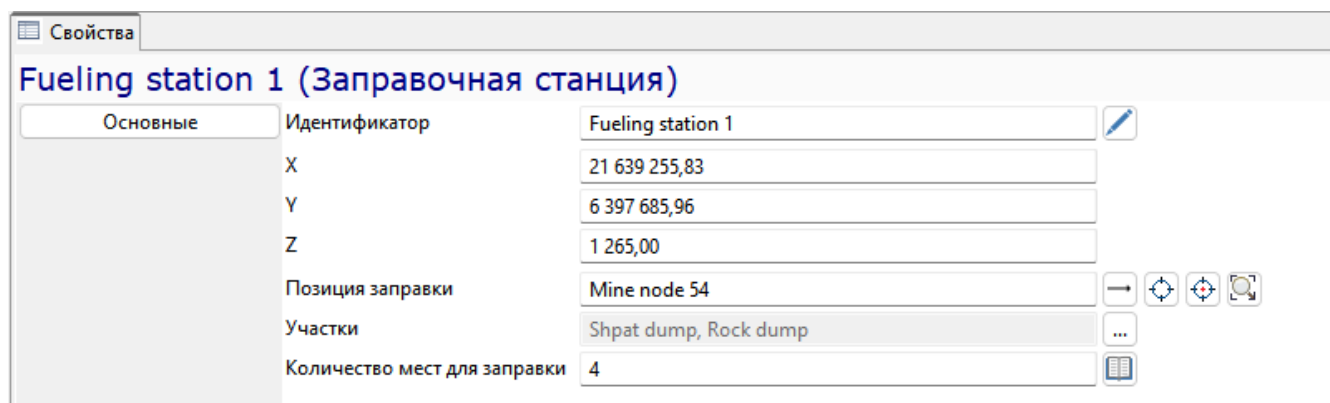 Свойства
Fueling station 1 (Заправочная станция)
Основные
Идентификатор Fueling station 1
X 21 639 255,83
Y 6 397 685,96
Z 1 265,00
Позиция заправки Mine node 54
Участки Shpat dump, Rock dump ...
Количество мест для заправки 4